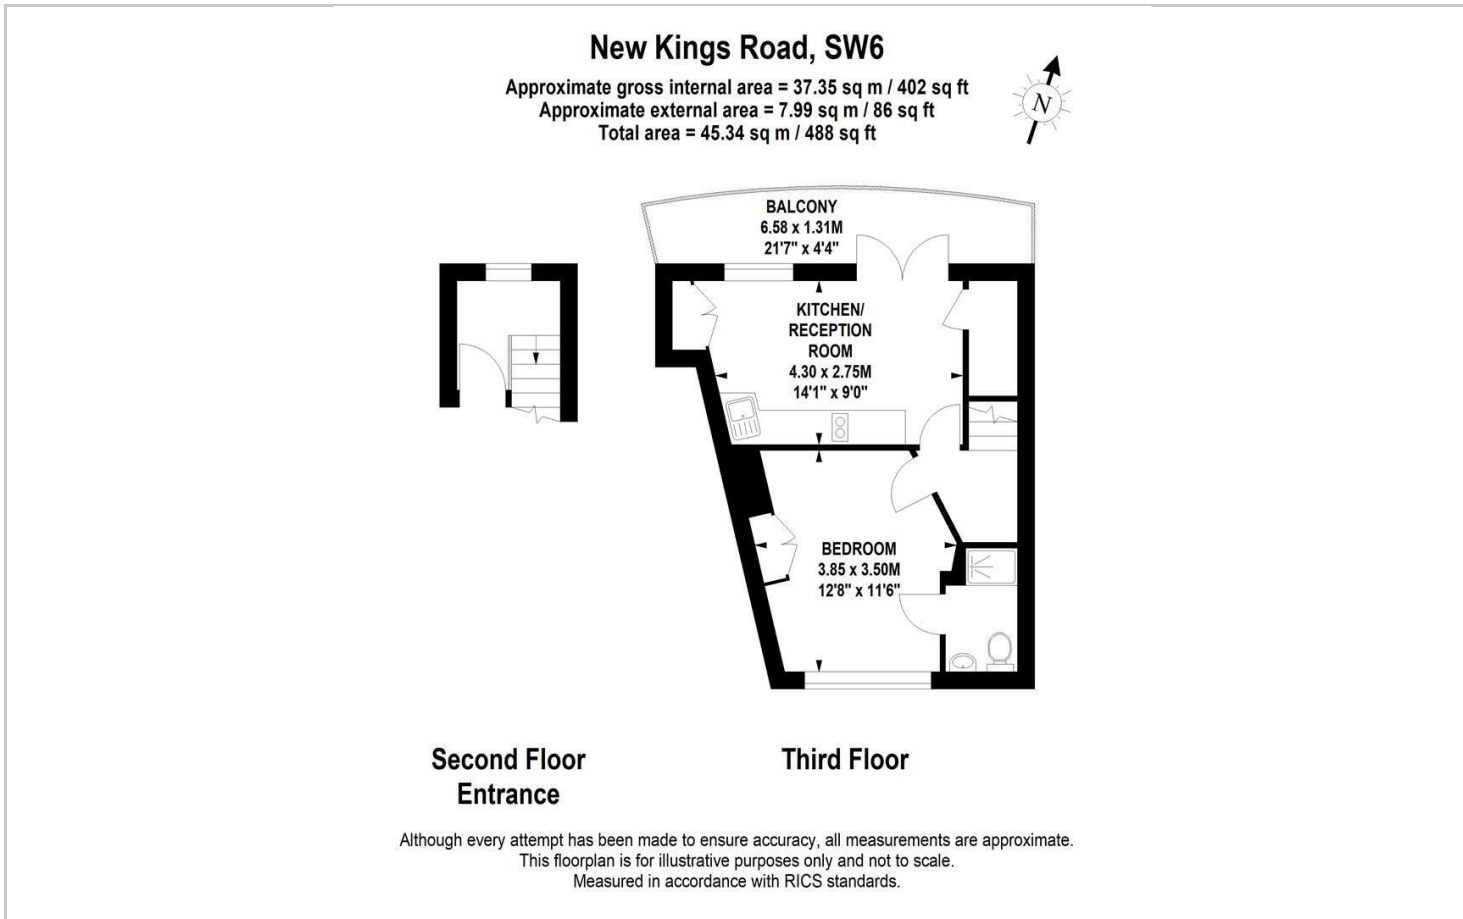 New Kings Road, SW6
Approximate gross internal area = 37.35 sq m / 402 sq ft
Approximate external area = 7.99 sq m / 86 sq ft
Total area = 45.34 sq m / 488 sq ft
N
BALCONY
6.58 x 1.31M
21'7" x 4'4"
KITCHEN/
RECEPTION
ROOM
4.30 x 2.75M
14'1" x 9'0"
BEDROOM
3.85 x 3.50M
12'8" x 11'6"
Second Floor
Entrance
Third Floor
Although every attempt has been made to ensure accuracy, all measurements are approximate.
This floorplan is for illustrative purposes only and not to scale.
Measured in accordance with RICS standards.